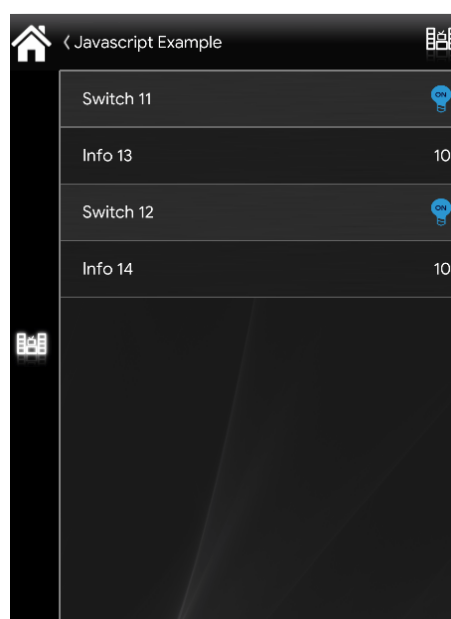 Javascript Example
Switch 11
ON
Info 13
10
Switch 12
ON
Info 14
10